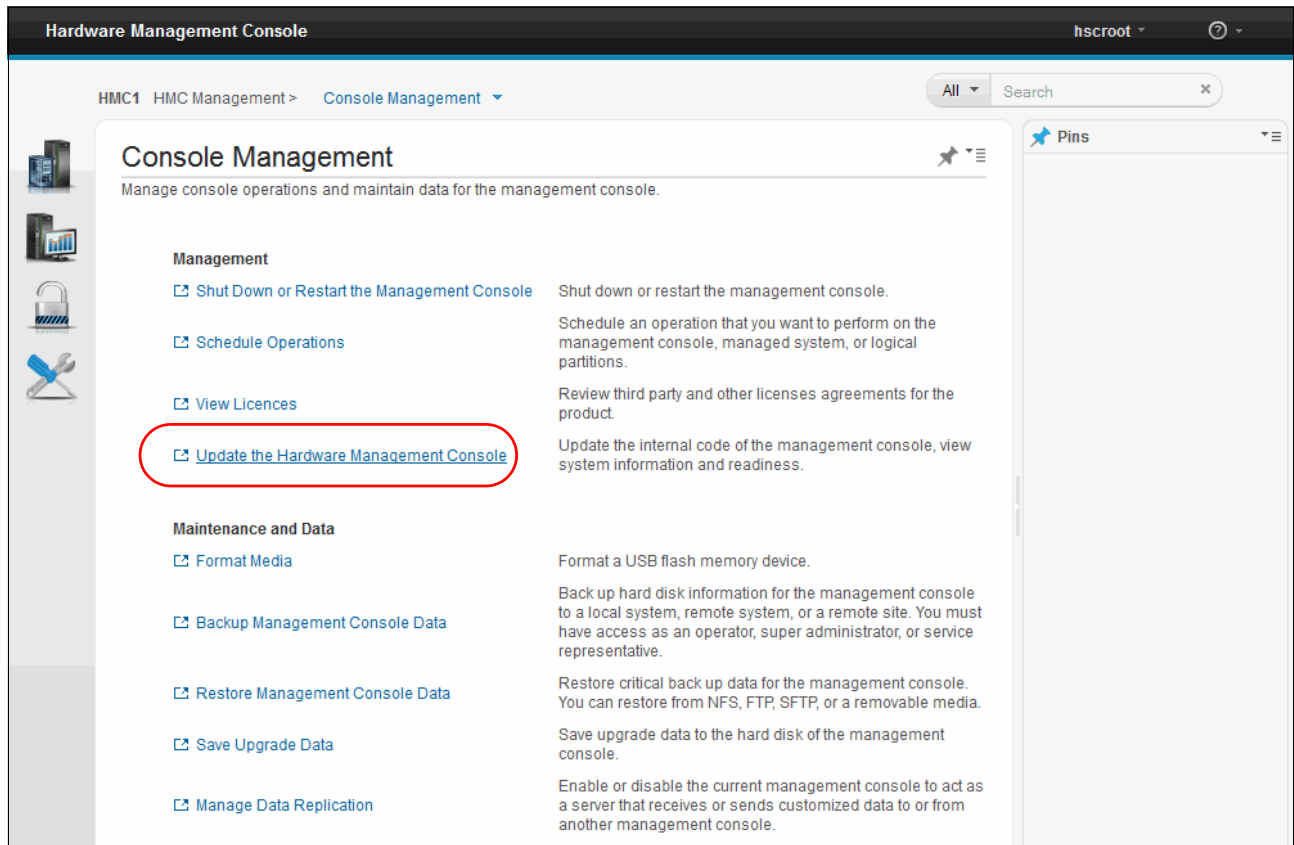 Hardware Management Console hscroot
HMC1 HMC Management > Console Management All Search
Console Management
Manage console operations and maintain data for the management console.
Pins
Management
Shut Down or Restart the Management Console Shut down or restart the management console.
Schedule Operations
Schedule an operation that you want to perform on the
management console, managed system, or logical
partitions.
View Licences
Review third party and other licenses agreements for the
product.
Update the Hardware Management Console
Update the internal code of the management console, view
system information and readiness.
Maintenance and Data
Format Media Format a USB flash memory device.
Backup Management Console Data
Back up hard disk information for the management console
to a local system, remote system, or a remote site. You must
have access as an operator, super administrator, or service
representative.
Restore Management Console Data
Restore critical back up data for the management console.
You can restore from NFS, FTP, SFTP, or a removable media.
Save Upgrade Data
Save upgrade data to the hard disk of the management
console.
Manage Data Replication
Enable or disable the current management console to act as
a server that receives or sends customized data to or from
another management console.